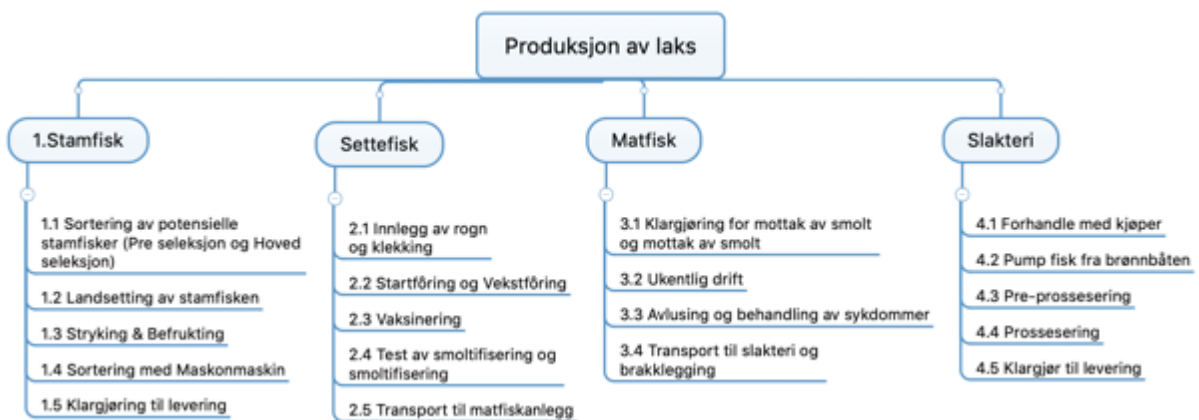 Produksjon av laks
1.Stamfisk
1.1 Sortering av potensielle
stamfisker (Pre seleksjon og Hoved
seleksjon)
1.2 Landsetting av stamfisken
1.3 Stryking & Befrukting
1.4 Sortering med Maskonmaskin
1.5 Klargjøring til levering
Settefisk
2.1 Innlegg av rogn
og klekking
2.2 Startfôring og Vekstfôring
2.3 Vaksinering
2.4 Test av smoltifisering og
smoltifisering
2.5 Transport til matfiskanlegg
Matfisk
3.1 Klargjøring for mottak av smolt
og mottak av smolt
3.2 Ukentlig drift
3.3 Avlusing og behandling av sykdommer
3.4 Transport til slakteri og
brakklegging
Slakteri
4.1 Forhandle med kjøper
4.2 Pump fisk fra brønnbåten
4.3 Pre-prossesering
4.4 Prossesering
4.5 Klargjør til levering